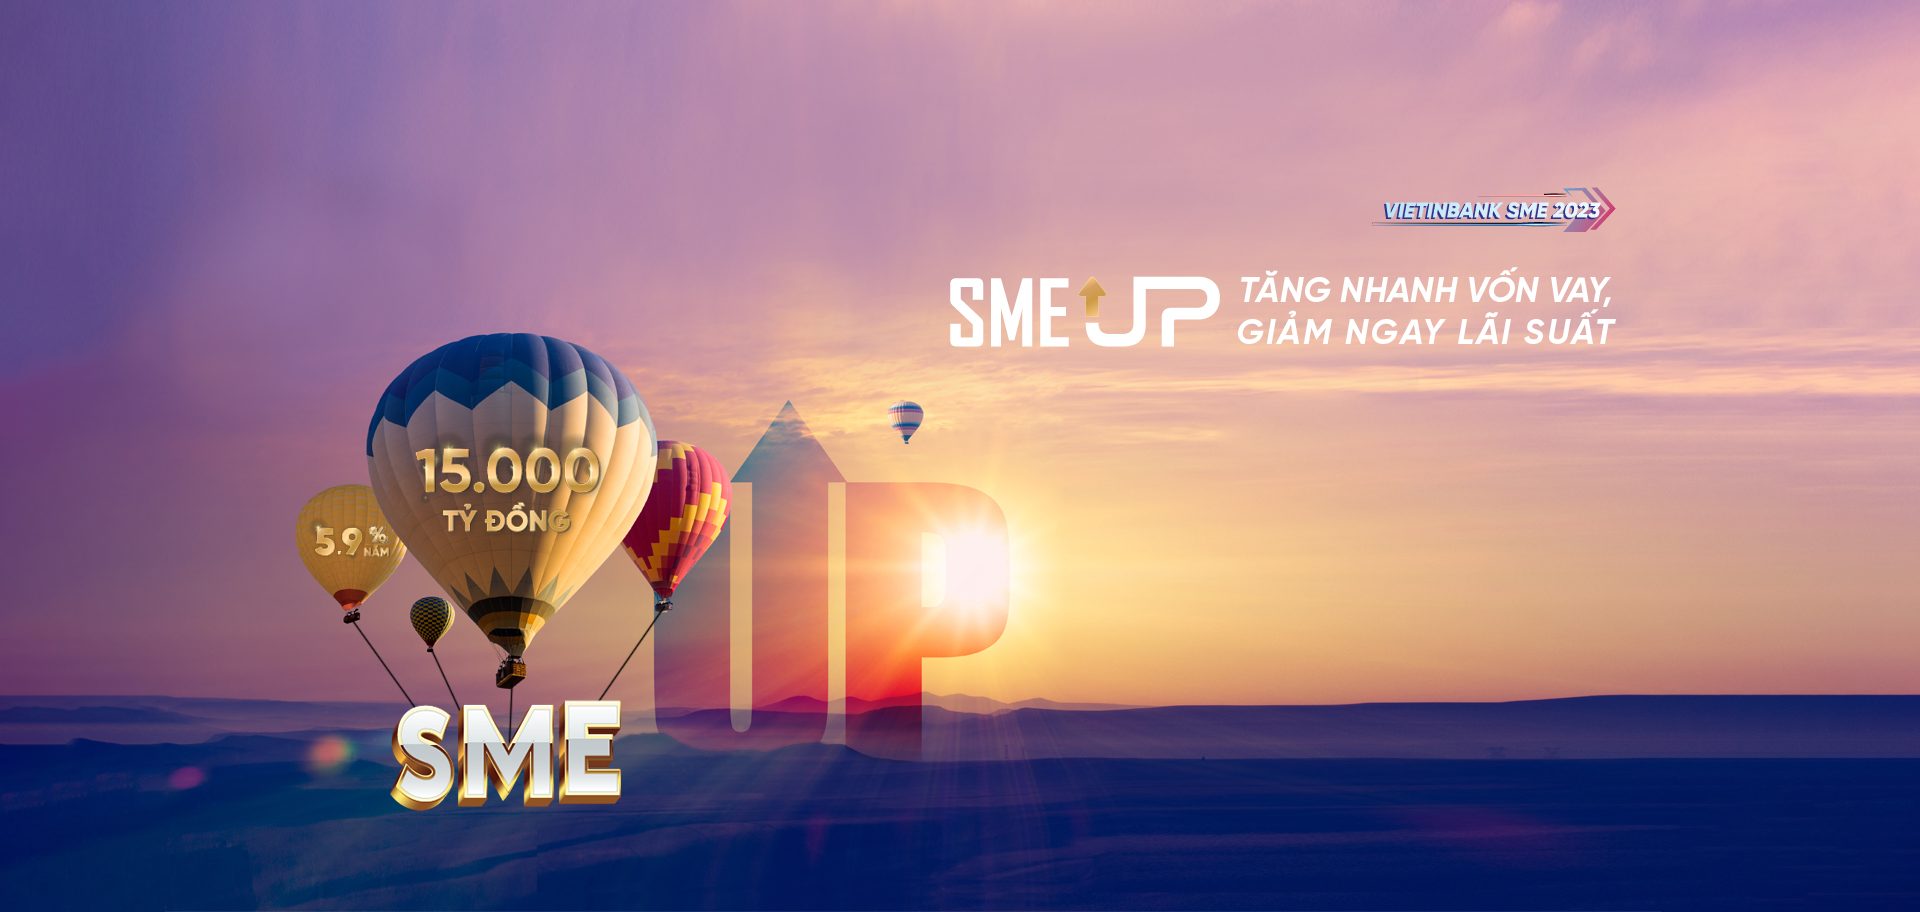 VIETINBANK SME 2023
SME UP
TĂNG NHANH VỐN VAY,
GIẢM NGAY LÃI SUẤT
15.000
TỶ ĐỒNG
5.9%
NĂM
UP
SME